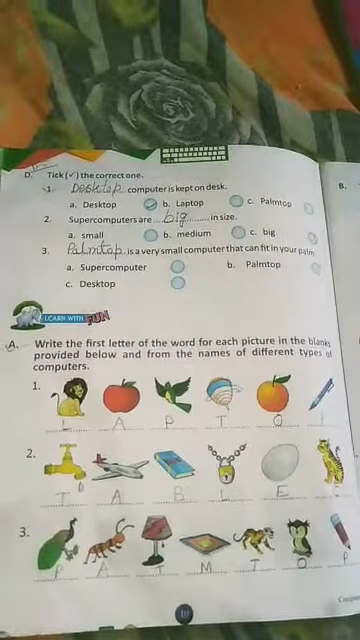 D. Tick (✓) the correct one. B.
1. Desktop computer is kept on desk.
a. Desktop b. Laptop c. Palmtop
2. Supercomputers are big in size.
a. small b. medium c. big
3. Palmtop is a very small computer that can fit in your palm.
a. Supercomputer b. Palmtop
c. Desktop
LEARN WITH FUN
A. Write the first letter of the word for each picture in the blanks
provided below and from the names of different types of
computers.
1.
L A P T O
2.
T A B L E
3.
P A M T O P
10